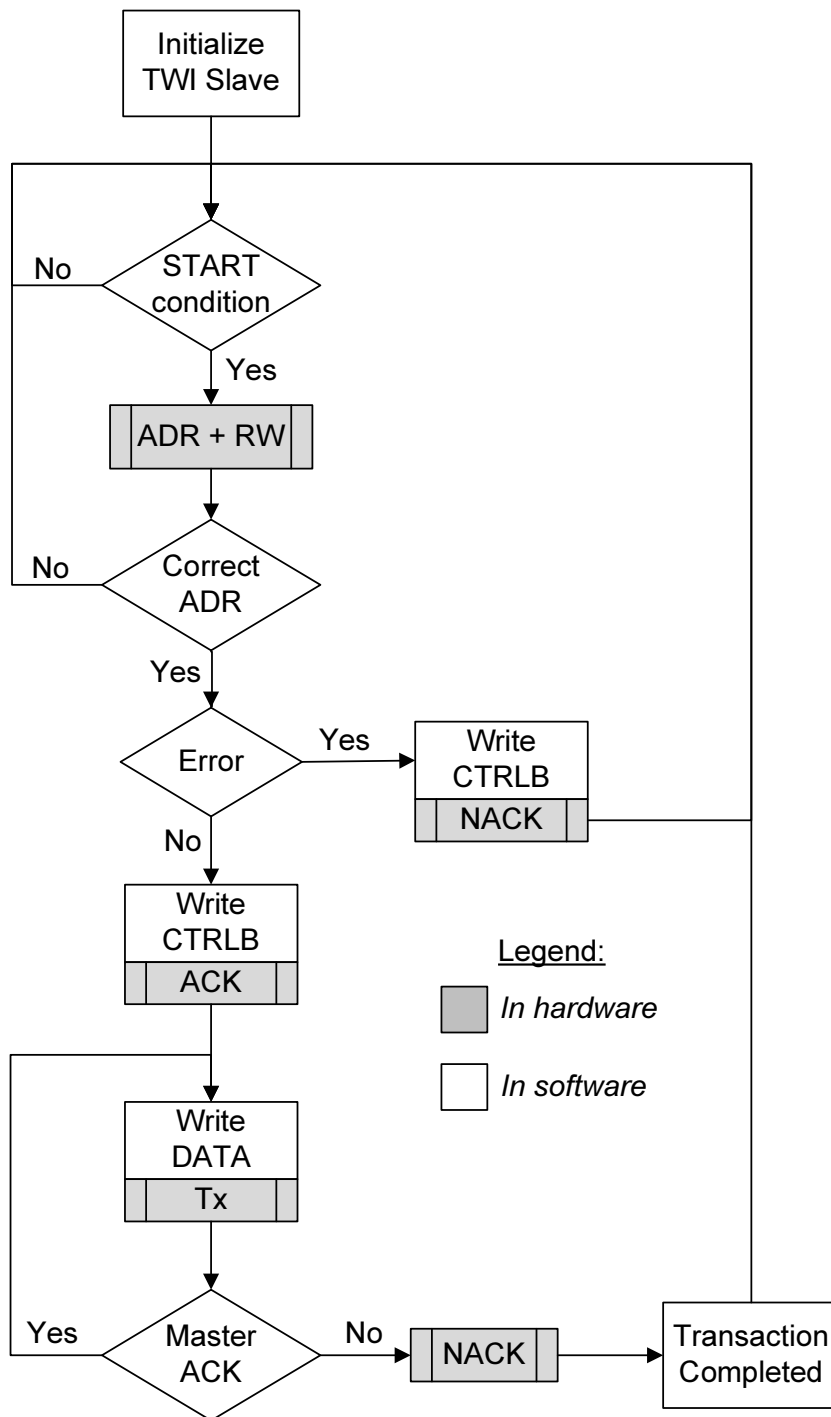 Initialize
TWI Slave
START
condition
No
Yes
ADR + RW
Correct
ADR
No
Yes
Error
Yes
Write
CTRLB
NACK
No
Write
CTRLB
ACK
Legend:
In hardware
In software
Write
DATA
Tx
Master
ACK
Yes
No
NACK
Transaction
Completed